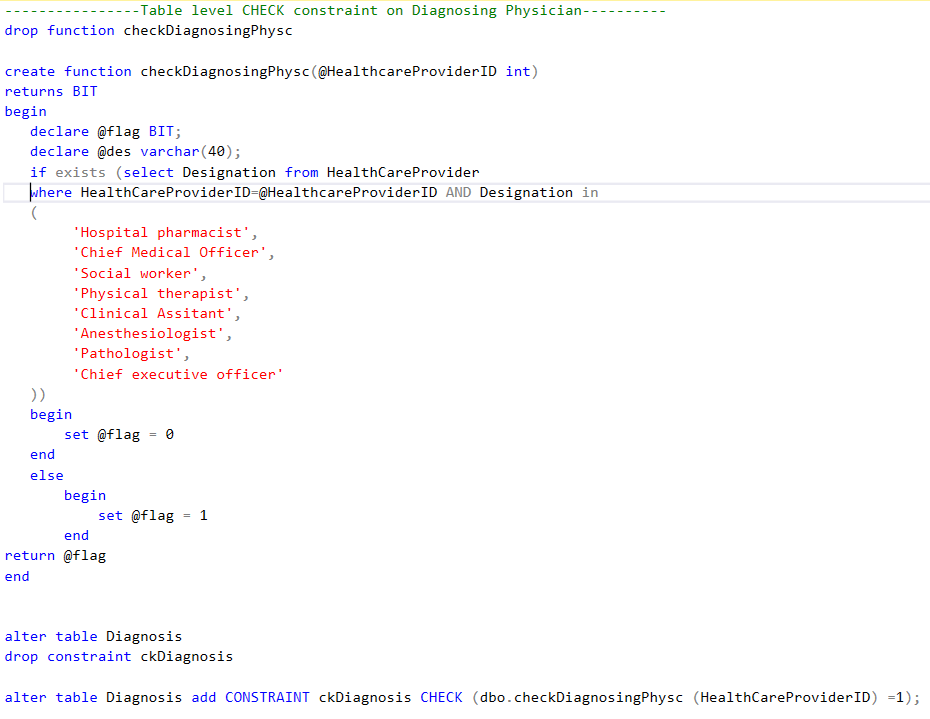 ----------------Table level CHECK constraint on Diagnosing Physician----------
drop function checkDiagnosingPhysc
create function checkDiagnosingPhysc(@HealthcareProviderID int)
returns BIT
begin
declare @flag BIT;
declare @des varchar(40);
if exists (select Designation from HealthCareProvider
where HealthCareProviderID=@HealthcareProviderID AND Designation in
(
'Hospital pharmacist',
'Chief Medical Officer',
'Social worker',
'Physical therapist',
'Clinical Assitant',
'Anesthesiologist',
'Pathologist',
'Chief executive officer'
))
begin
set @flag = 0
end
else
begin
set @flag = 1
end
return @flag
end
alter table Diagnosis
drop constraint ckDiagnosis
alter table Diagnosis add CONSTRAINT ckDiagnosis CHECK (dbo.checkDiagnosingPhysc (HealthCareProviderID) =1);